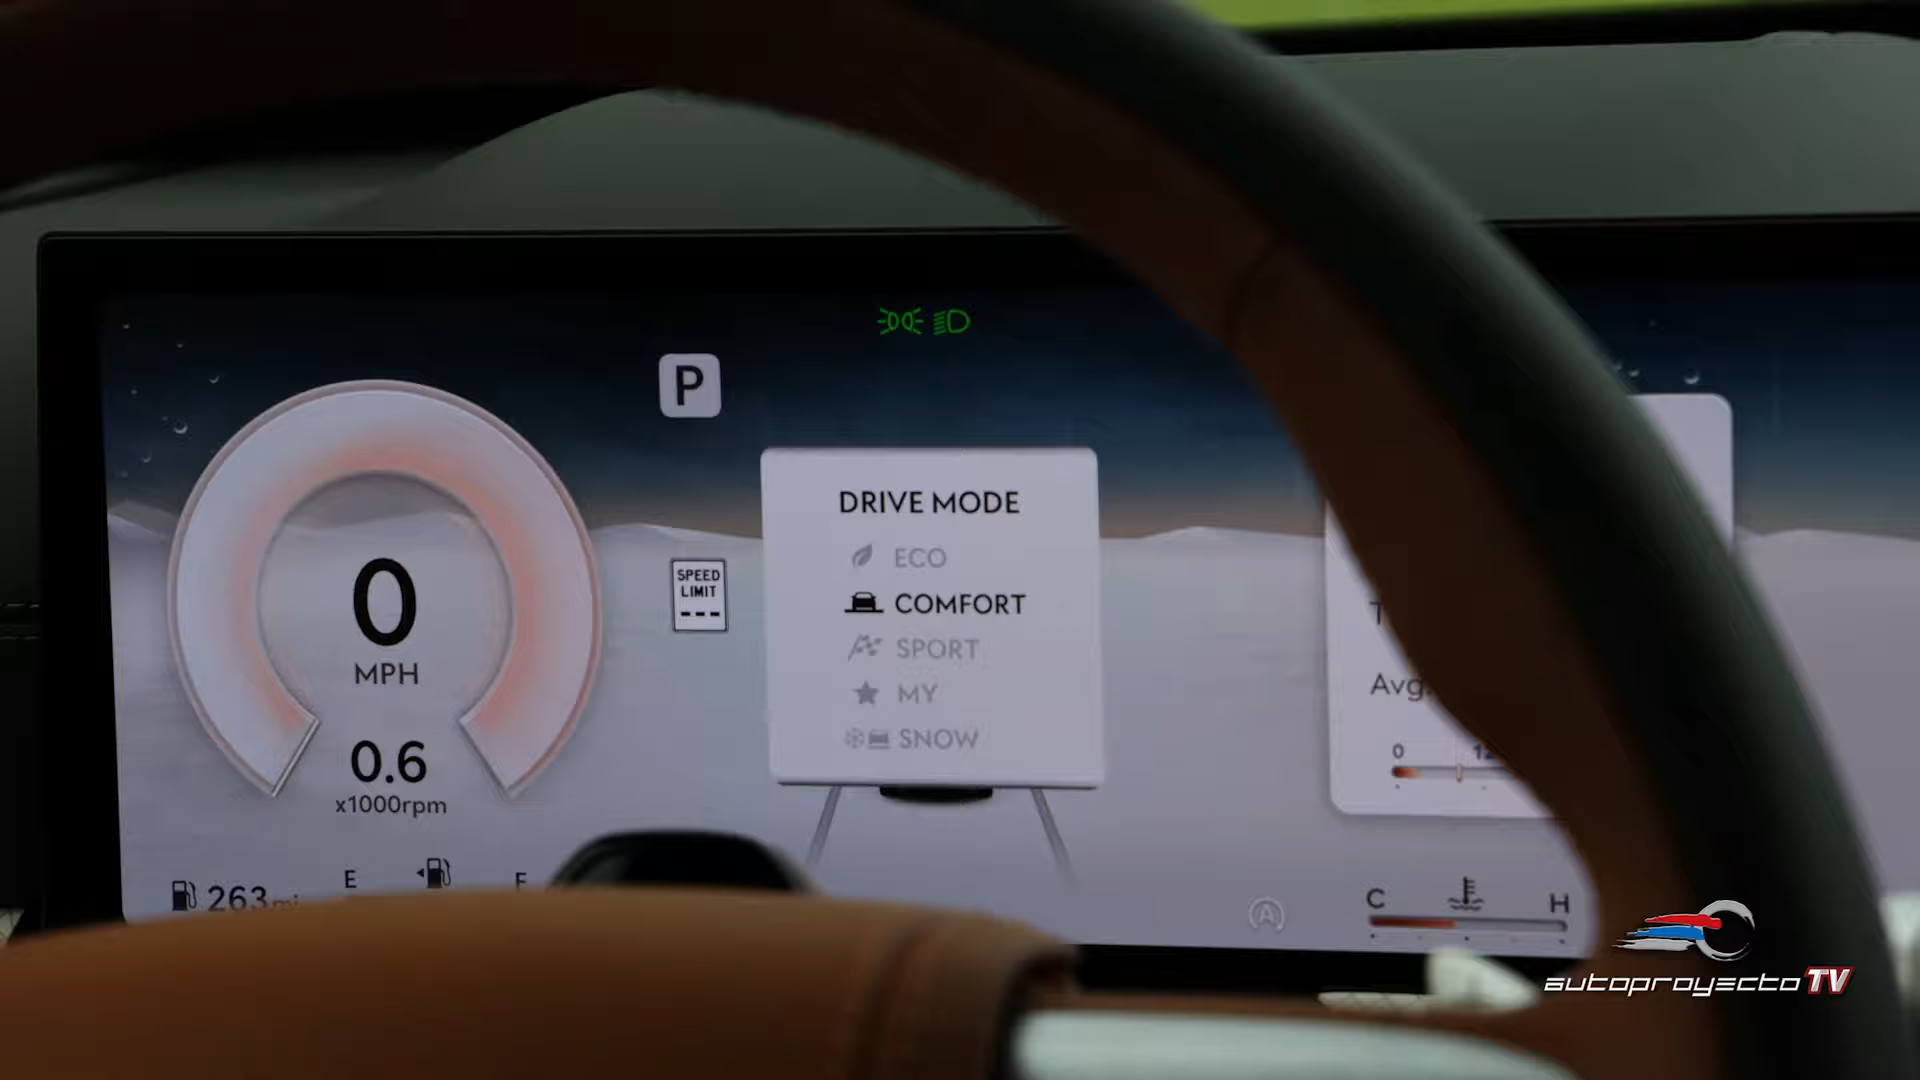 P
DRIVE MODE
ECO
COMFORT
SPORT
MY
SNOW
SPEED
LIMIT
---
0
MPH
0.6
x1000rpm
263 mi
E
F
Avg.
0
A
C
H
autoproyecto TV